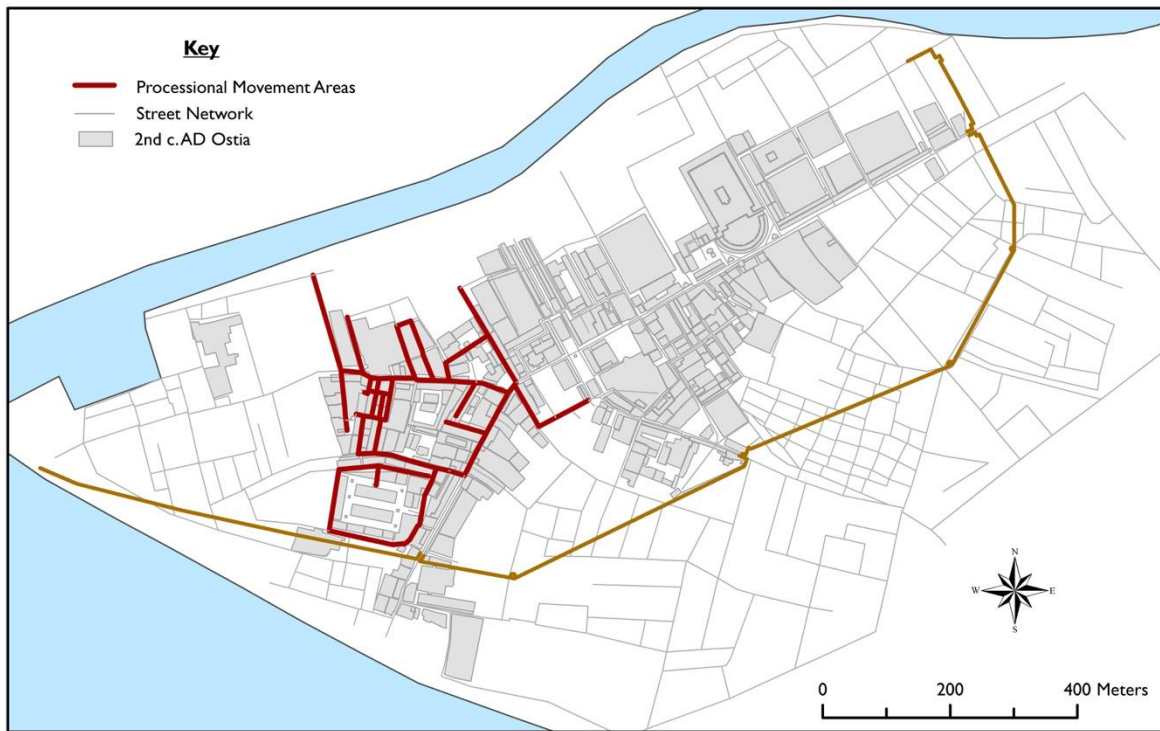 Key
Processional Movement Areas
Street Network
2nd c. AD Ostia
N
W E
S
0 200 400 Meters